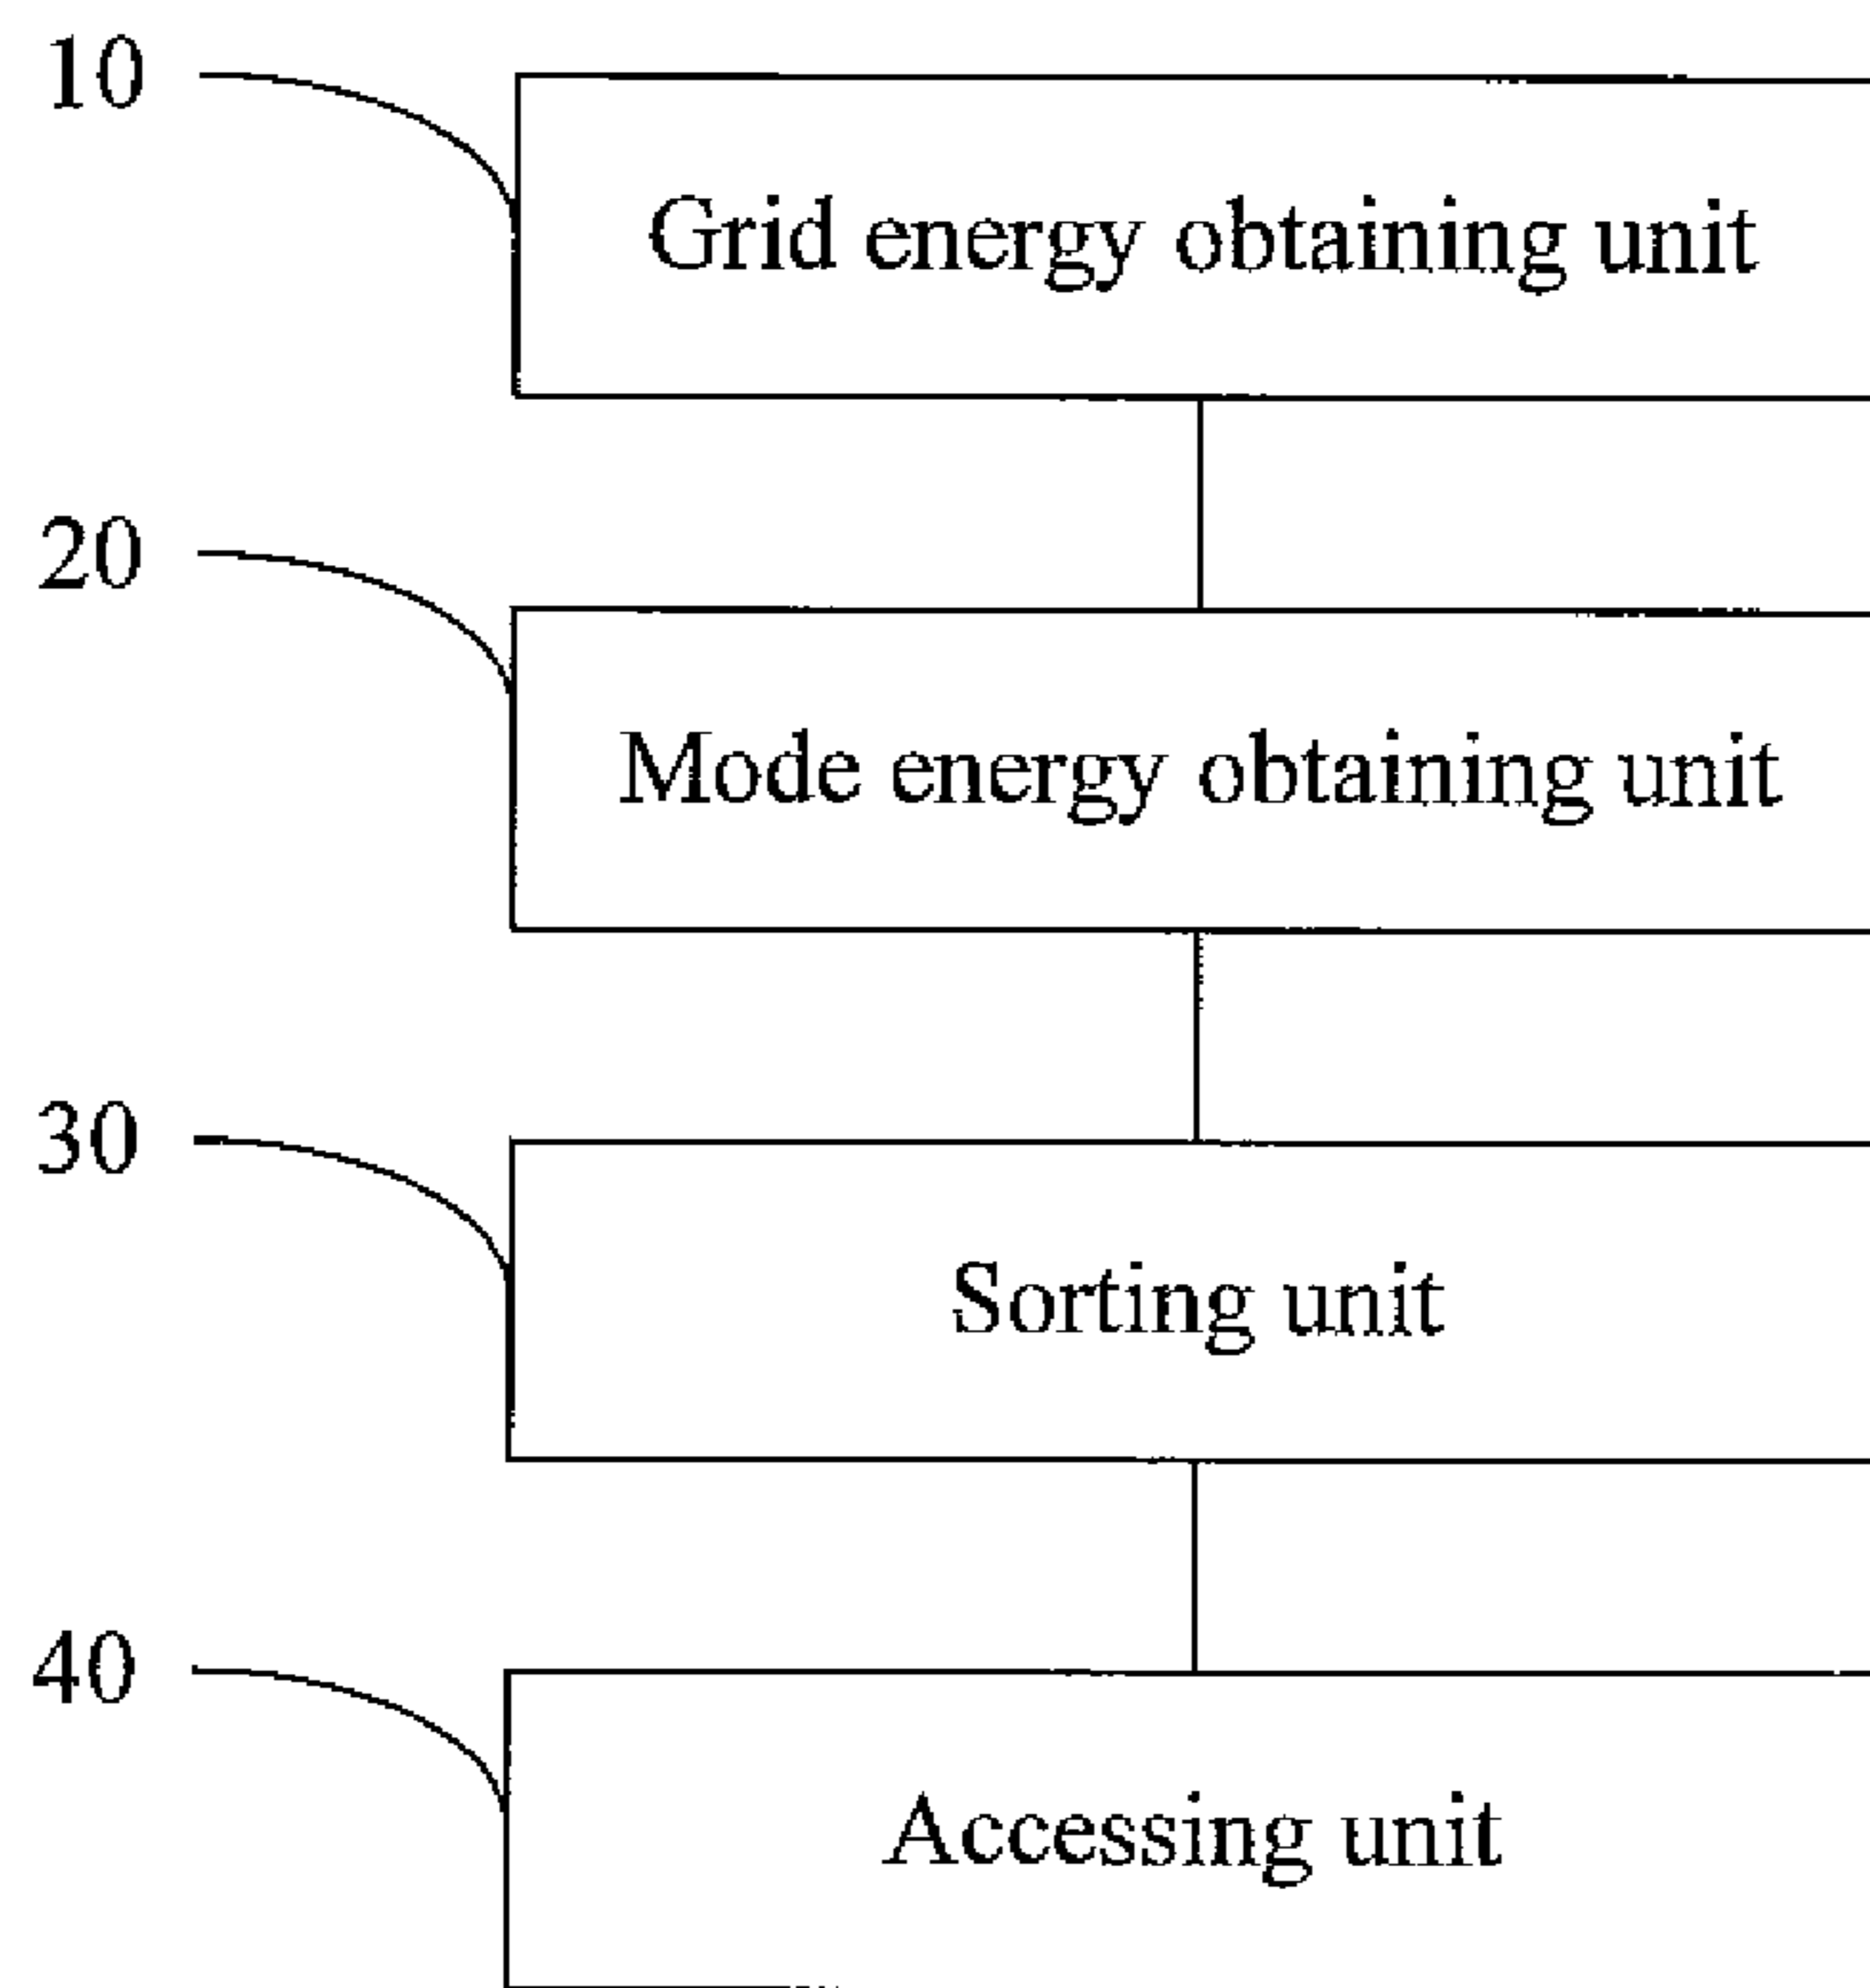 10
Grid energy obtaining unit
20
Mode energy obtaining unit
30
Sorting unit
40
Accessing unit